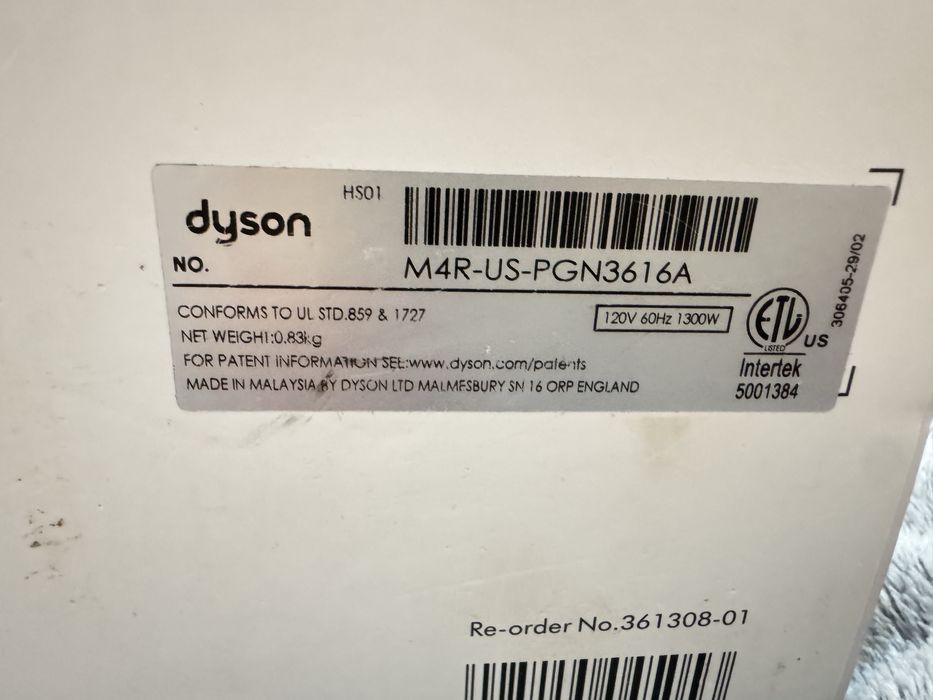 dyson
HS01
NO.
M4R-US-PGN3616A
CONFORMS TO UL STD.859 & 1727
120V 60Hz 1300W
NET WEIGHT:0.83kg
FOR PATENT INFORMATION SEE:www.dyson.com/patents
MADE IN MALAYSIA BY DYSON LTD MALMESBURY SN 16 ORP ENGLAND
ETL
LISTED
US
Intertek
5001384
306405-29/02
Re-order No.361308-01